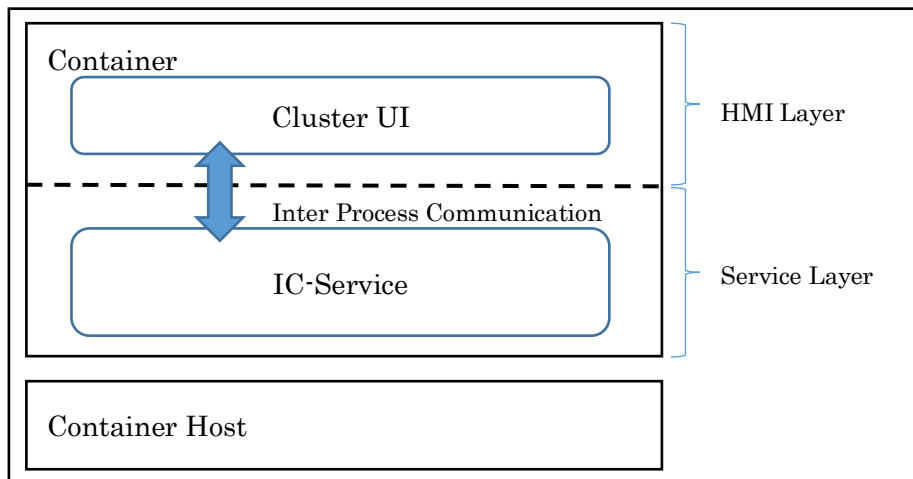 Container
Cluster UI
HMI Layer
Inter Process Communication
IC-Service
Service Layer
Container Host